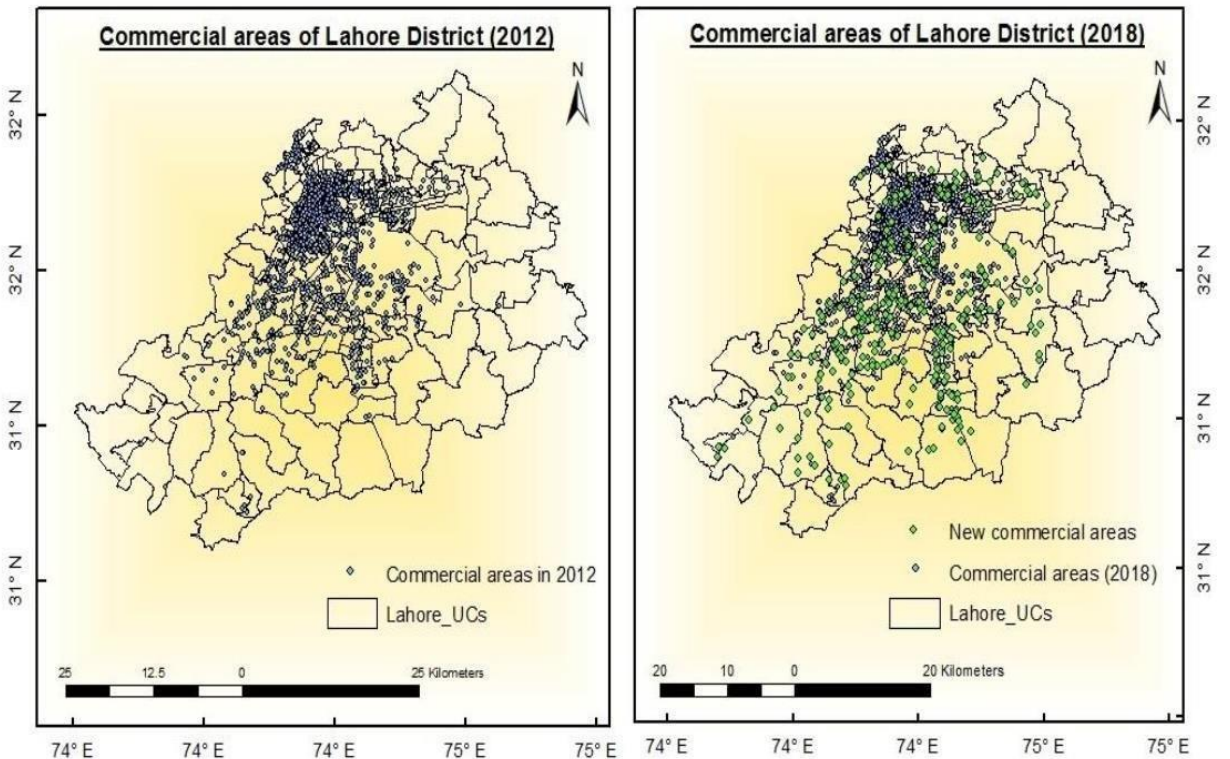 Commercial areas of Lahore District (2012)
N
32° N
32° N
31° N
31° N
Commercial areas in 2012
Lahore_UCs
25 12.5 0 25 Kilometers
74° E 74° E 74° E 75° E 75° E
Commercial areas of Lahore District (2018)
N
32° N
32° N
31° N
31° N
New commercial areas
Commercial areas (2018)
Lahore_UCs
20 10 0 20 Kilometers
74° E 74° E 74° E 75° E 75° E